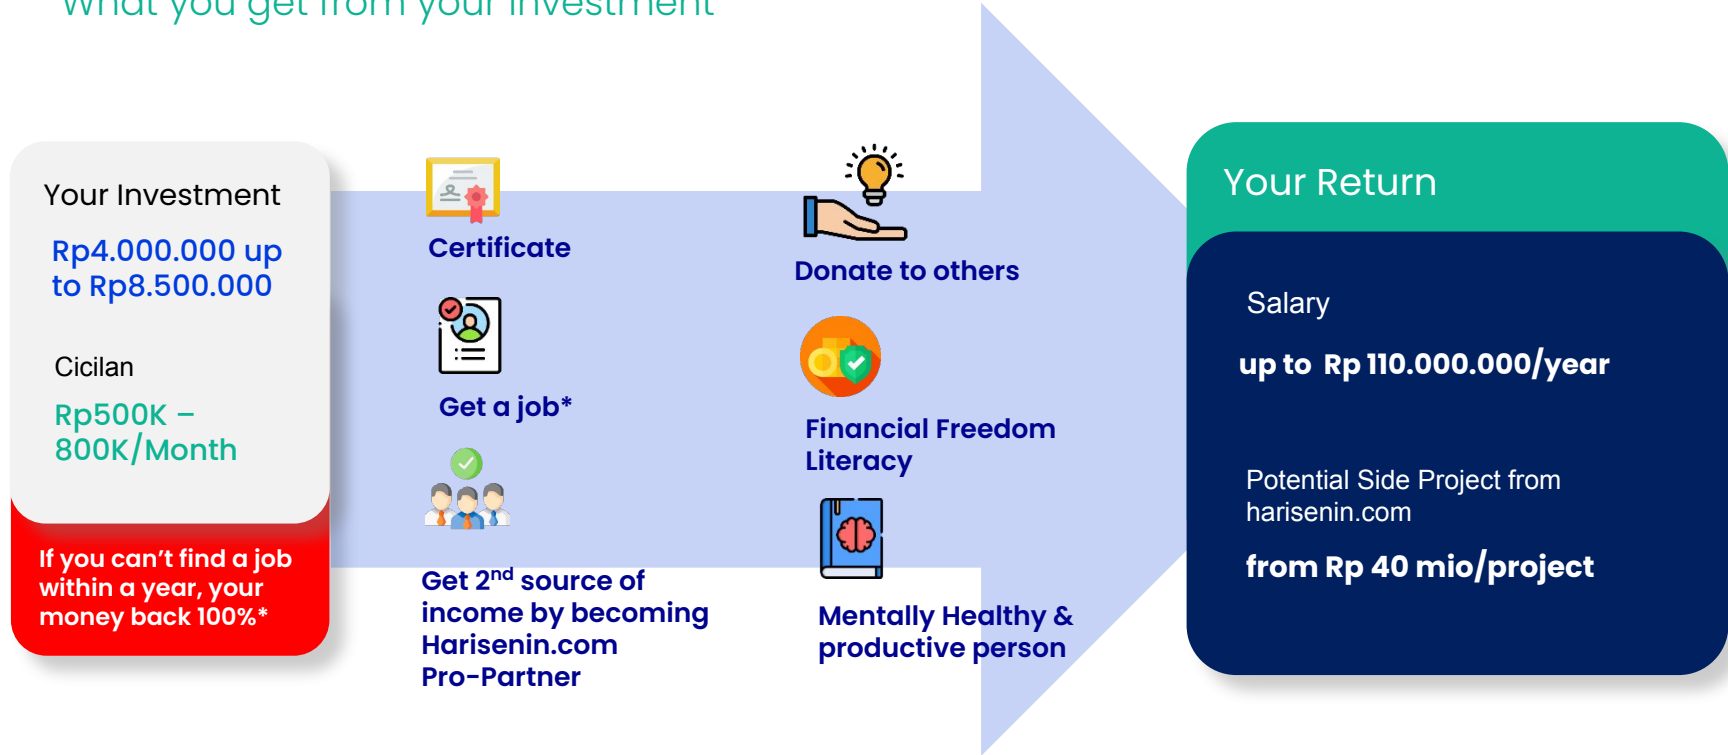 What you get from your investment
Your Investment
Rp4.000.000 up
to Rp8.500.000
Cicilan
Rp500K –
800K/Month
If you can’t find a job
within a year, your
money back 100%*
Certificate
Get a job*
Get 2nd source of
income by becoming
Harisenin.com
Pro-Partner
Donate to others
Financial Freedom
Literacy
Mentally Healthy &
productive person
Your Return
Salary
up to Rp 110.000.000/year
Potential Side Project from
harisenin.com
from Rp 40 mio/project